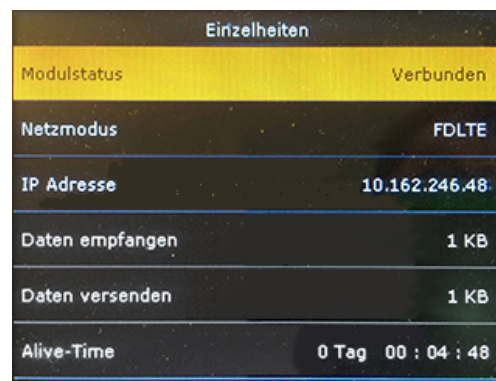 Einzelheiten
Modulstatus Verbunden
Netzmodus FDLTE
IP Adresse 10.162.246.48
Daten empfangen 1 KB
Daten versenden 1 KB
Alive-Time 0 Tag 00 : 04 : 48